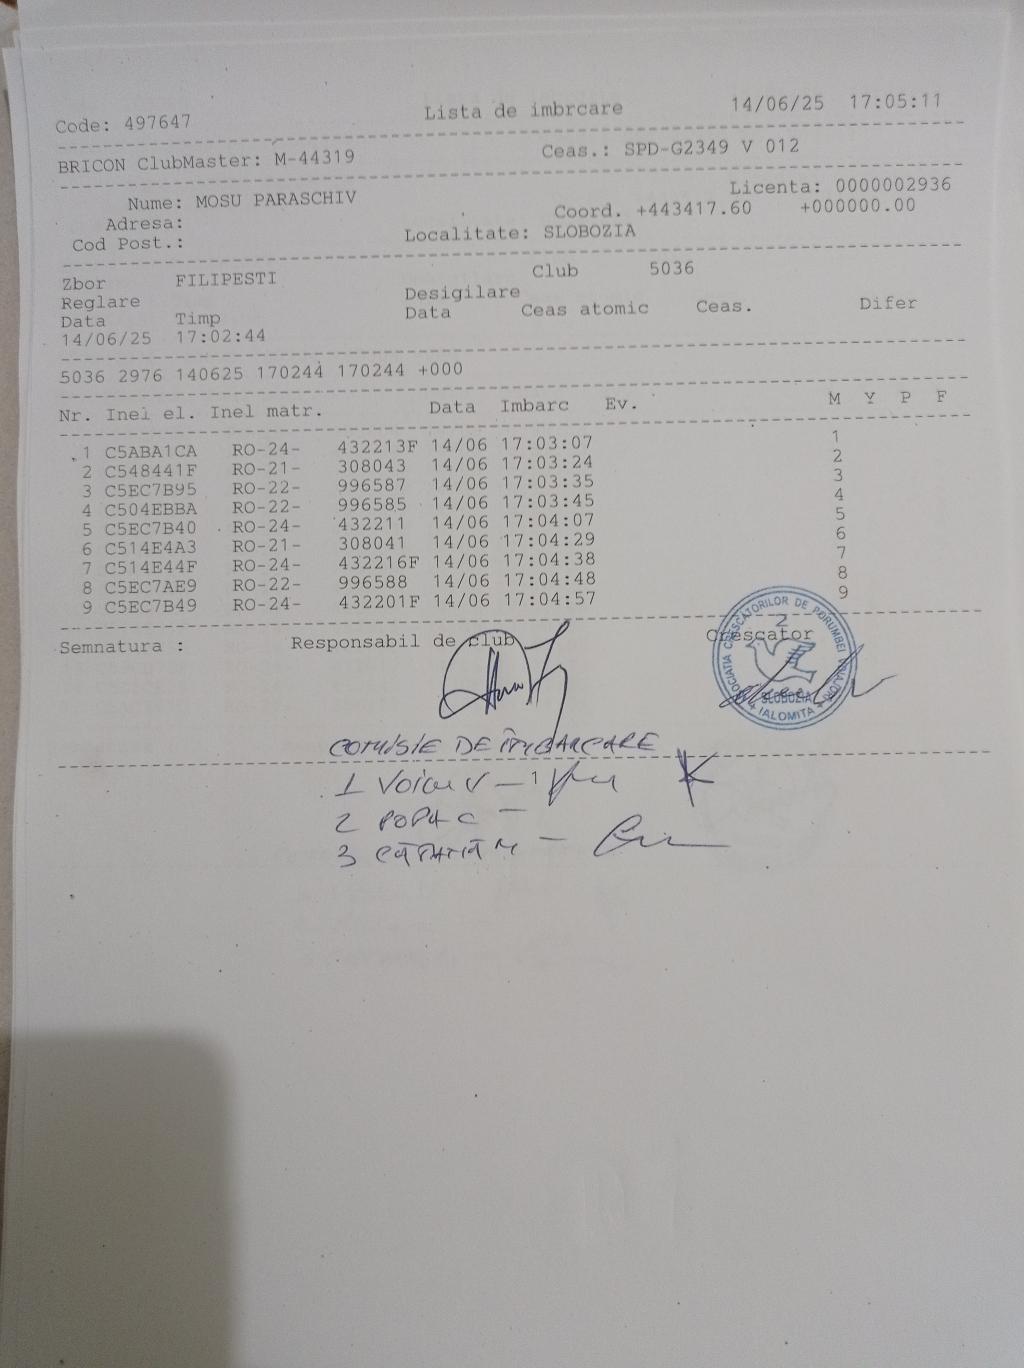 Code: 497647 Lista de imbrcare 14/06/25 17:05:11
BRICON ClubMaster: M-44319 Ceas.: SPD-G2349 V 012
Nume: MOSU PARASCHIV Licenta: 0000002936
Adresa: Coord. +443417.60 +000000.00
Cod Post.: Localitate: SLOBOZIA
Zbor FILIPESTI Club 5036
Reglare Desigilare
Data Timp Data Ceas atomic Ceas. Difer
14/06/25 17:02:44
5036 2976 140625 170244 170244 +000
Nr. Inel el. Inel matr. Data Imbarc Ev. M Y P F
1 C5ABA1CA RO-24- 432213F 14/06 17:03:07 1
2 C548441F RO-21- 308043 14/06 17:03:24 2
3 C5EC7B95 RO-22- 996587 14/06 17:03:35 3
4 C504EBBA RO-22- 996585 14/06 17:03:45 4
5 C5EC7B40 RO-24- 432211 14/06 17:04:07 5
6 C514E4A3 RO-21- 308041 14/06 17:04:29 6
7 C514E44F RO-24- 432216F 14/06 17:04:38 7
8 C5EC7AE9 RO-22- 996588 14/06 17:04:48 8
9 C5EC7B49 RO-24- 432201F 14/06 17:04:57 9
Semnatura : Responsabil de club Crescator
ASOCIATIA CRESCATORILOR DE PORUMBEI VOIAJORI
2
SLOBOZIA
IALOMITA
COMISIE DE ÎMBARCARE
1 Voicu V -
2 POPA C -
3 M -